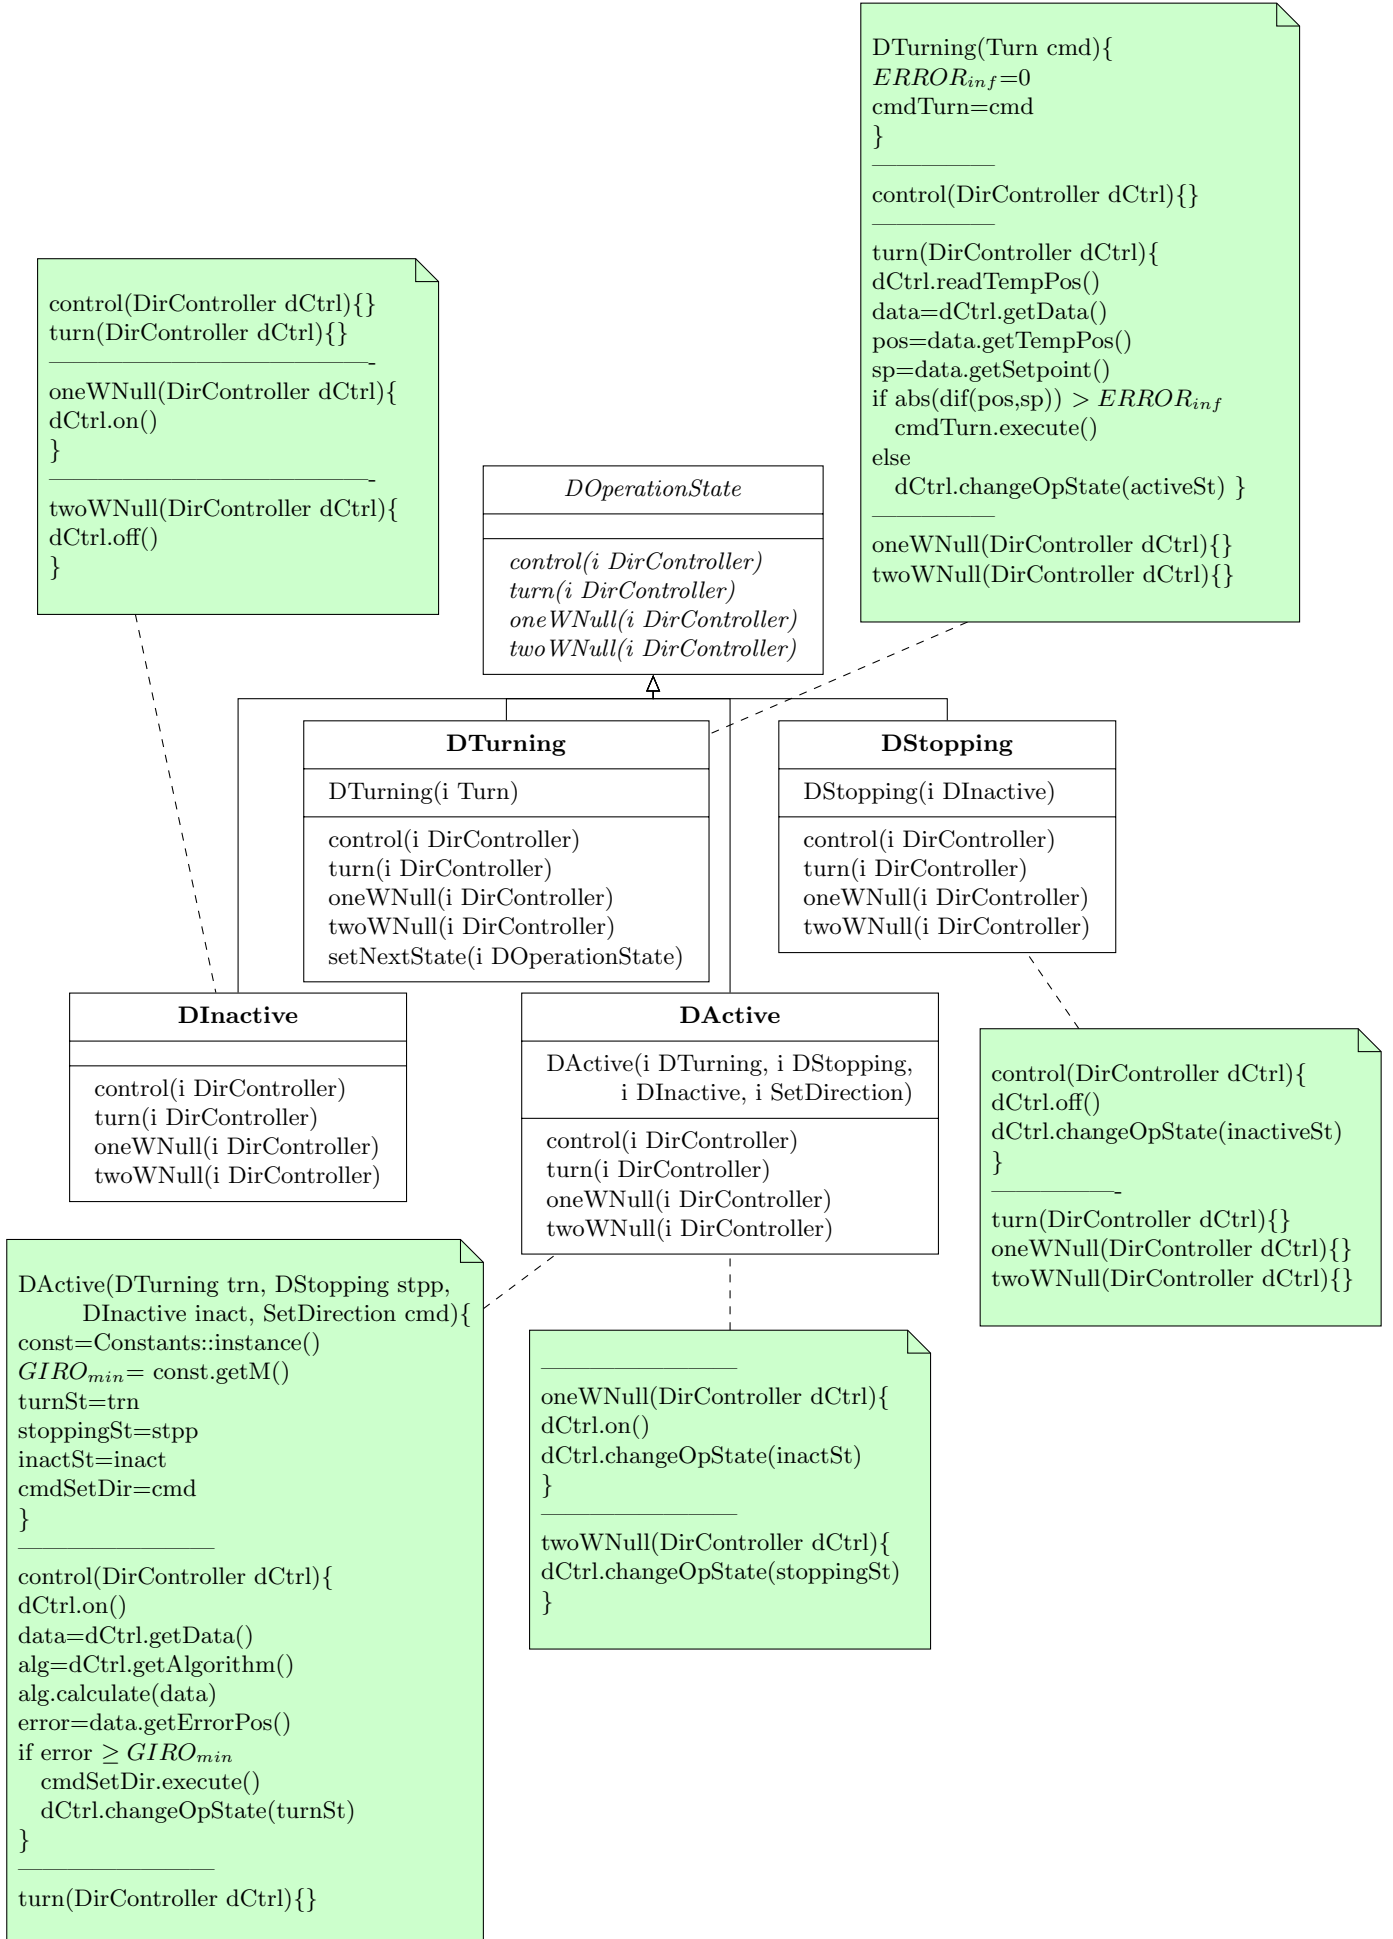 DTurning(Turn cmd){
ERROR_inf=0
cmdTurn=cmd
}
control(DirController dCtrl){}
turn(DirController dCtrl){
dCtrl.readTempPos()
data=dCtrl.getData()
pos=data.getTempPos()
sp=data.getSetpoint()
if abs(dif(pos,sp)) > ERROR_inf
cmdTurn.execute()
else
dCtrl.changeOpState(activeSt) }
oneWNull(DirController dCtrl){}
twoWNull(DirController dCtrl){}
control(DirController dCtrl){}
turn(DirController dCtrl){}
oneWNull(DirController dCtrl){
dCtrl.on()
}
twoWNull(DirController dCtrl){
dCtrl.off()
}
DOperationState
control(i DirController)
turn(i DirController)
oneWNull(i DirController)
twoWNull(i DirController)
DTurning
DTurning(i Turn)
control(i DirController)
turn(i DirController)
oneWNull(i DirController)
twoWNull(i DirController)
setNextState(i DOperationState)
DStopping
DStopping(i DInactive)
control(i DirController)
turn(i DirController)
oneWNull(i DirController)
twoWNull(i DirController)
DInactive
control(i DirController)
turn(i DirController)
oneWNull(i DirController)
twoWNull(i DirController)
DActive
DActive(i DTurning, i DStopping,
i DInactive, i SetDirection)
control(i DirController)
turn(i DirController)
oneWNull(i DirController)
twoWNull(i DirController)
control(DirController dCtrl){
dCtrl.off()
dCtrl.changeOpState(inactiveSt)
}
turn(DirController dCtrl){}
oneWNull(DirController dCtrl){}
twoWNull(DirController dCtrl){}
DActive(DTurning trn, DStopping stpp,
DInactive inact, SetDirection cmd){
const=Constants::instance()
GIRO_min= const.getM()
turnSt=trn
stoppingSt=stpp
inactSt=inact
cmdSetDir=cmd
}
control(DirController dCtrl){
dCtrl.on()
data=dCtrl.getData()
alg=dCtrl.getAlgorithm()
alg.calculate(data)
error=data.getErrorPos()
if error ≥ GIRO_min
cmdSetDir.execute()
dCtrl.changeOpState(turnSt)
}
turn(DirController dCtrl){}
oneWNull(DirController dCtrl){
dCtrl.on()
dCtrl.changeOpState(inactSt)
}
twoWNull(DirController dCtrl){
dCtrl.changeOpState(stoppingSt)
}